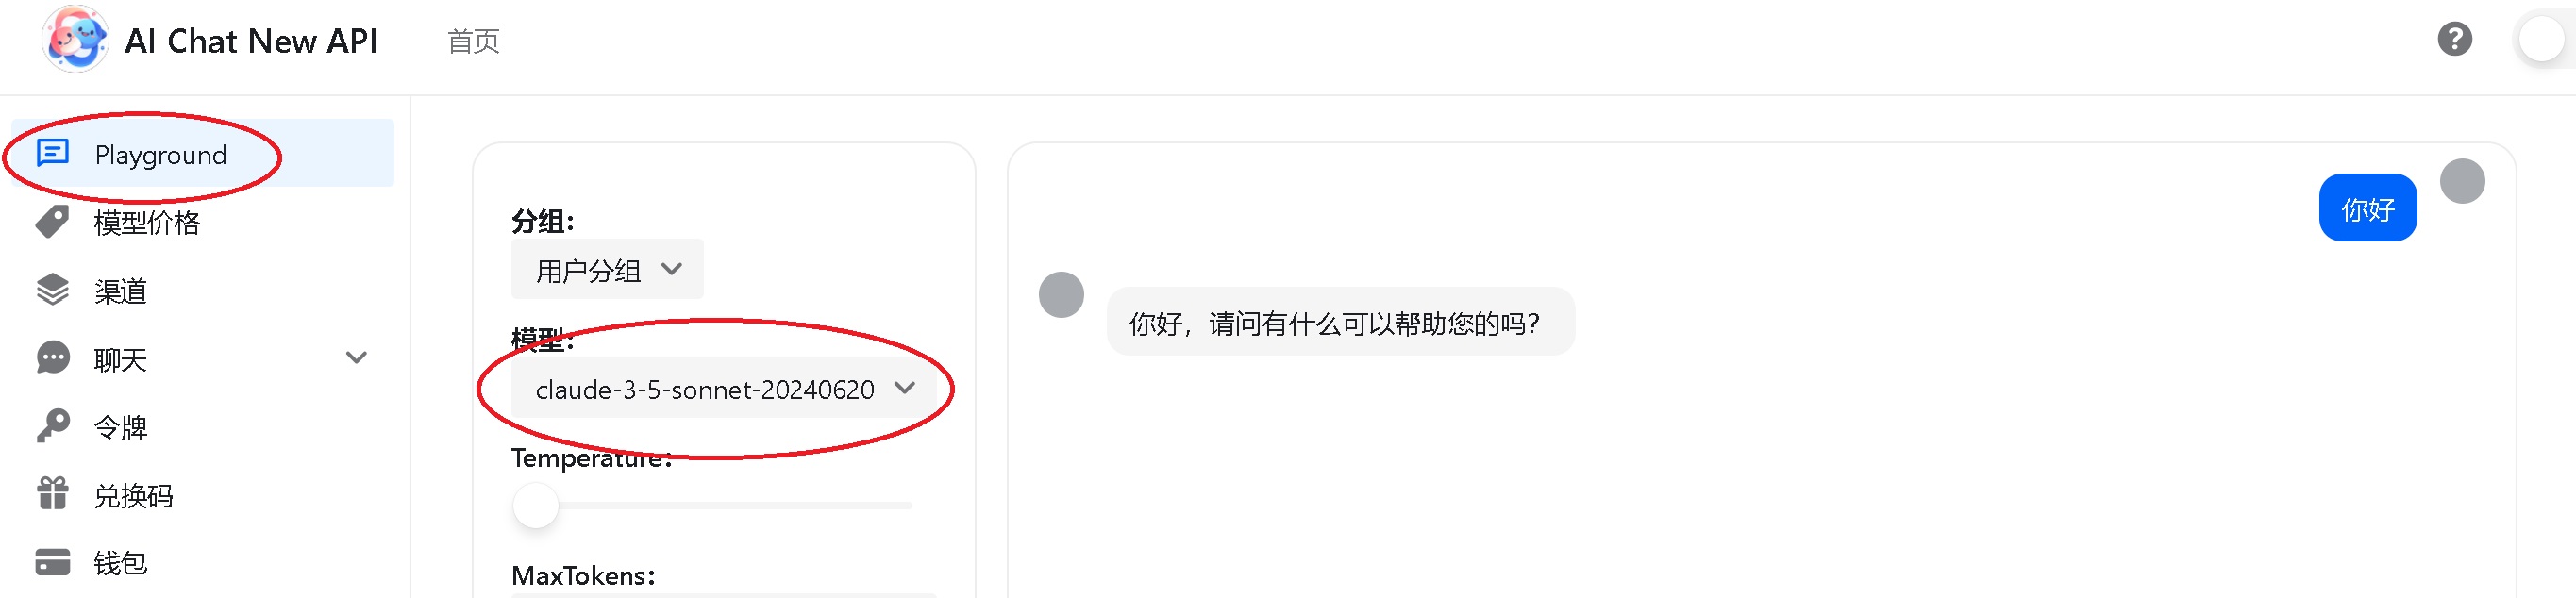 AI Chat New API
首页
Playground
模型价格
渠道
聊天
令牌
兑换码
钱包
分组：
用户分组
模型：
claude-3-5-sonnet-20240620
Temperature：
MaxTokens：
你好
你好，请问有什么可以帮助您的吗？